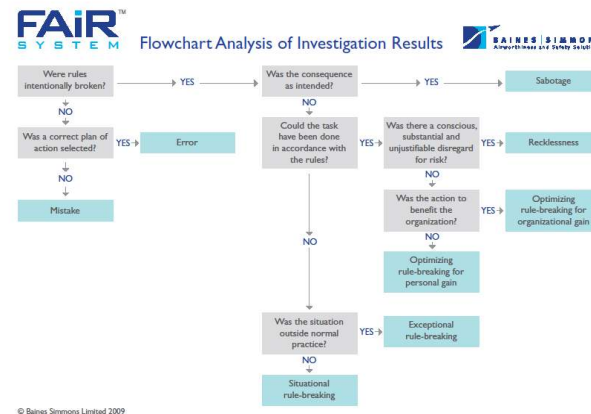 FAiR™
SYSTEM
Flowchart Analysis of Investigation Results
BAINES SIMMONS
Airworthiness and Safety
Were rules
intentionally broken?
YES
Was the consequence
as intended?
YES
Sabotage
NO
NO
Was a correct plan of
action selected?
YES
Error
Could the task
have been done
in accordance with
the rules?
YES
Was there a conscious,
substantial and
unjustifiable disregard
for risk?
YES
Recklessness
NO
NO
Mistake
Was the action to
benefit the
organization?
YES
Optimizing
rule-breaking for
organizational gain
NO
NO
Optimizing
rule-breaking for
personal gain
Was the situation
outside normal
practice?
YES
Exceptional
rule-breaking
NO
Situational
rule-breaking
© Baines Simmons Limited 2009